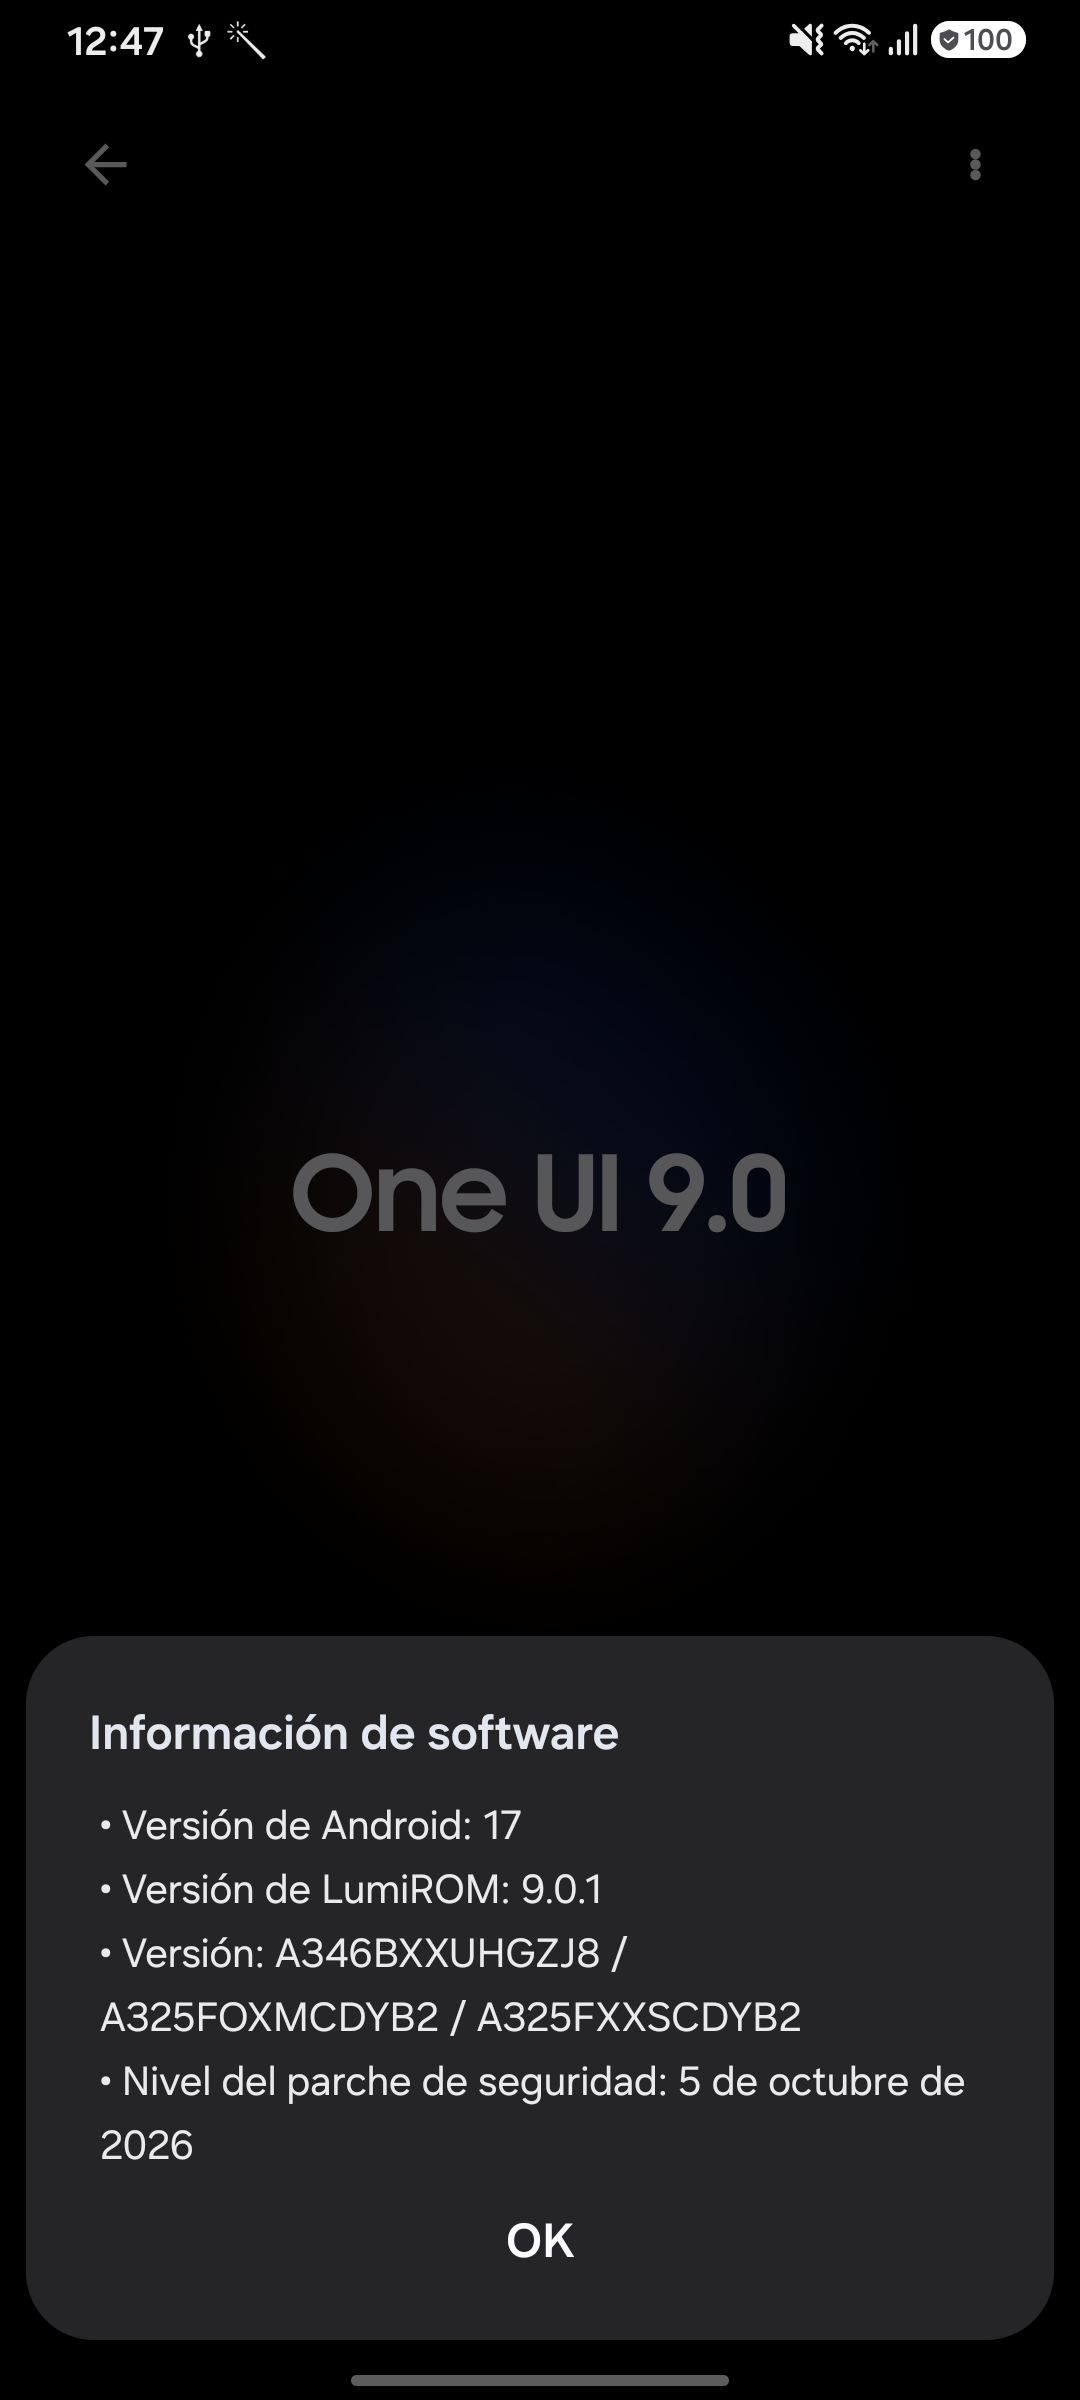 12:47
100
One UI 9.0
Información de software
• Versión de Android: 17
• Versión de LumiROM: 9.0.1
• Versión: A346BXXUHGZJ8 /
A325FOXMCDYB2 / A325FXXSCDYB2
• Nivel del parche de seguridad: 5 de octubre de
2026
OK